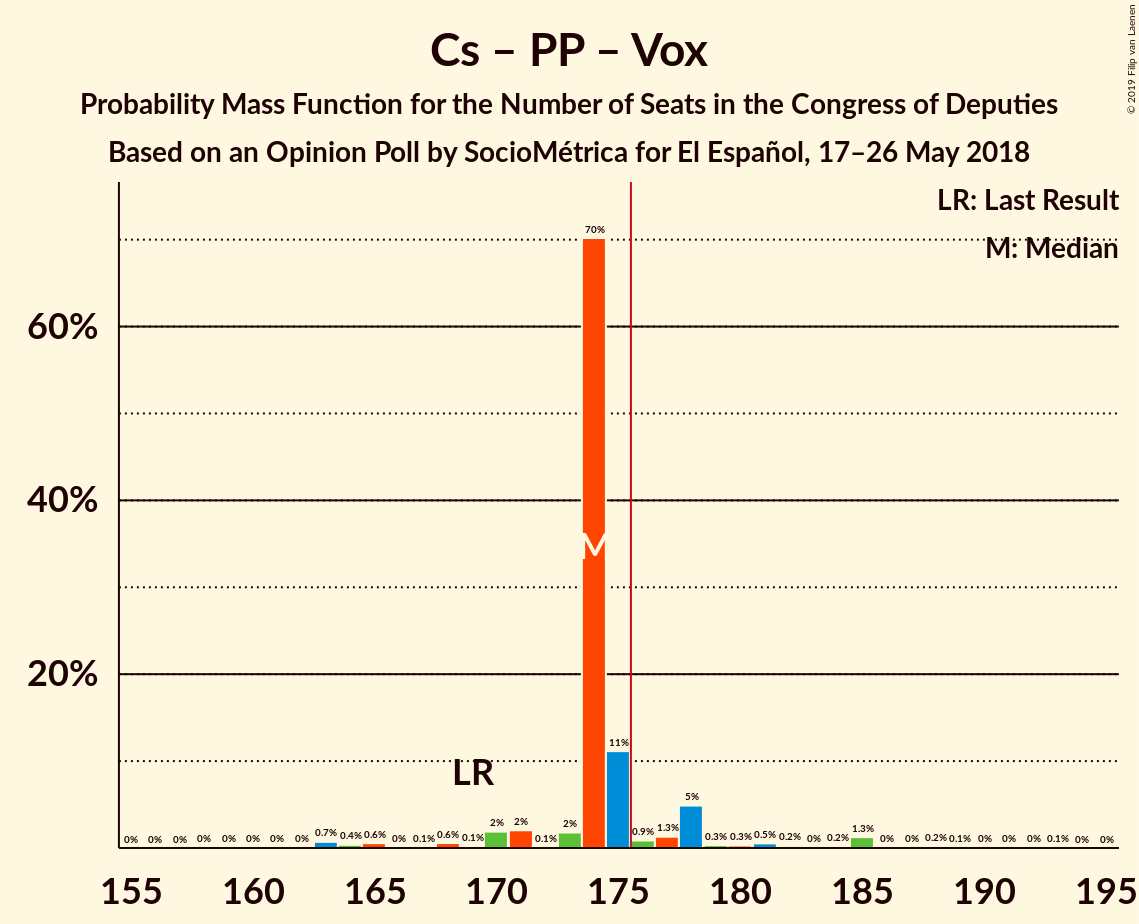 Cs – PP – Vox
Probability Mass Function for the Number of Seats in the Congress of Deputies
Based on an Opinion Poll by SocioMétrica for El Español, 17–26 May 2018
© 2019 Filip van Laenen
LR: Last Result
M: Median
60%
40%
20%
LR
M
0% 0% 0% 0% 0% 0% 0% 0% 0.7% 0.4% 0.6% 0% 0.1% 0.6% 0.1% 2% 2% 0.1% 2% 70% 11% 0.9% 1.3% 5% 0.3% 0.3% 0.5% 0.2% 0% 0.2% 1.3% 0% 0% 0.2% 0.1% 0% 0% 0% 0.1% 0% 0%
155 160 165 170 175 180 185 190 195